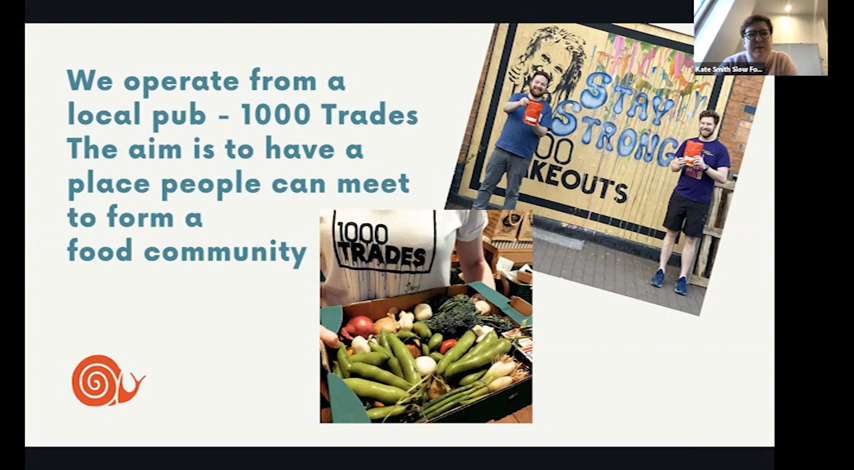 We operate from a
local pub - 1000 Trades
The aim is to have a
place people can meet
to form a
food community
Kate Smith Slow Fo...
STAY
STRONG
TAKEOUTS
1000
TRADES